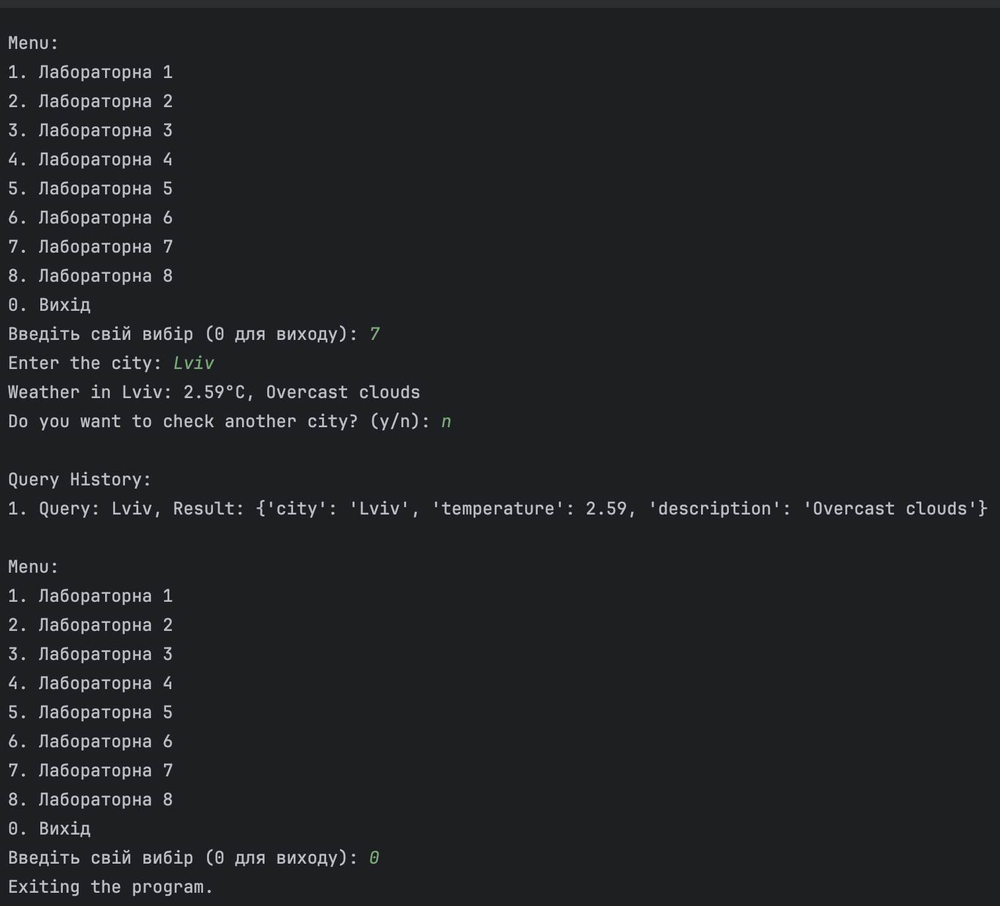 Menu:
1. Лабораторна 1
2. Лабораторна 2
3. Лабораторна 3
4. Лабораторна 4
5. Лабораторна 5
6. Лабораторна 6
7. Лабораторна 7
8. Лабораторна 8
0. Вихід
Введіть свій вибір (0 для виходу): 7
Enter the city: Lviv
Weather in Lviv: 2.59°C, Overcast clouds
Do you want to check another city? (y/n): n
Query History:
1. Query: Lviv, Result: {'city': 'Lviv', 'temperature': 2.59, 'description': 'Overcast clouds'}
Menu:
1. Лабораторна 1
2. Лабораторна 2
3. Лабораторна 3
4. Лабораторна 4
5. Лабораторна 5
6. Лабораторна 6
7. Лабораторна 7
8. Лабораторна 8
0. Вихід
Введіть свій вибір (0 для виходу): 0
Exiting the program.